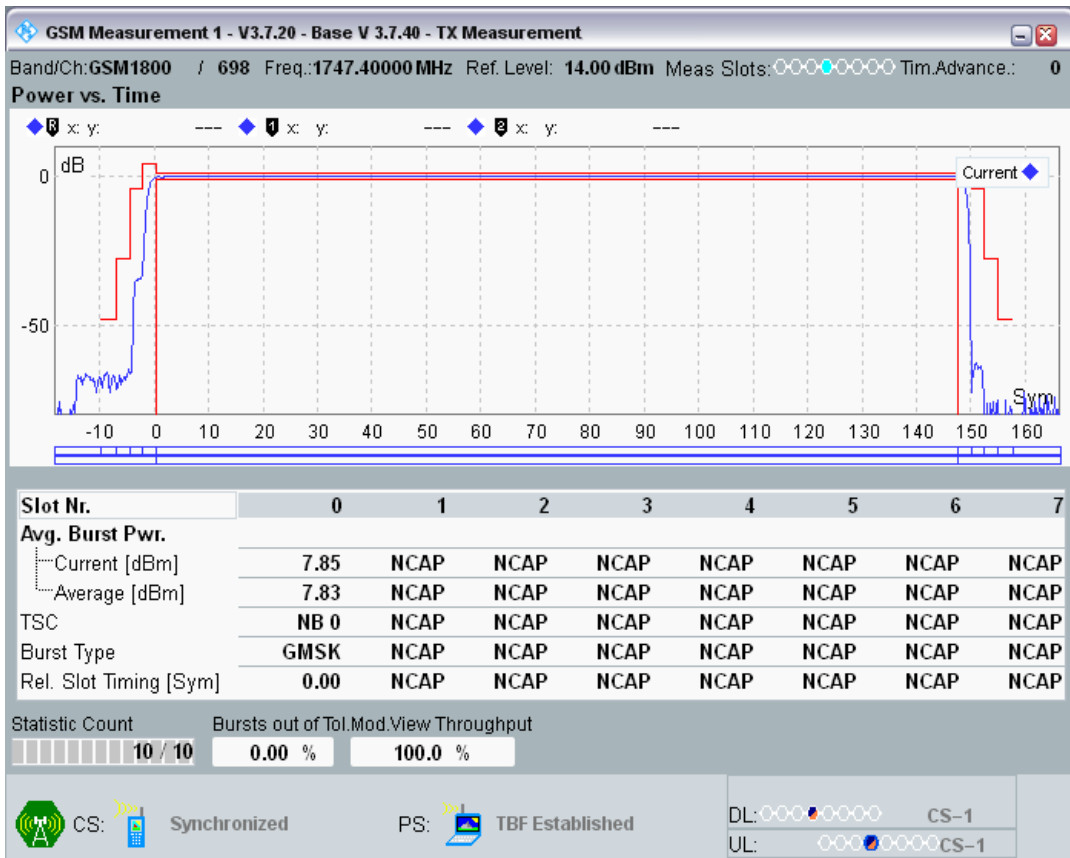 GSM Measurement 1 - V3.7.20 - Base V 3.7.40 - TX Measurement
Band/Ch:GSM1800 / 698 Freq.:1747.40000 MHz Ref. Level: 14.00 dBm Meas Slots: Tim.Advance.: 0
Power vs. Time
R x: y: --- 1 x: y: --- 2 x: y: ---
dB
Current
0
-50
Sym
-10 0 10 20 30 40 50 60 70 80 90 100 110 120 130 140 150 160
Slot Nr. 0 1 2 3 4 5 6 7
Avg. Burst Pwr.
Current [dBm] 7.85 NCAP NCAP NCAP NCAP NCAP NCAP NCAP
Average [dBm] 7.83 NCAP NCAP NCAP NCAP NCAP NCAP NCAP
TSC NB 0 NCAP NCAP NCAP NCAP NCAP NCAP NCAP
Burst Type GMSK NCAP NCAP NCAP NCAP NCAP NCAP NCAP
Rel. Slot Timing [Sym] 0.00 NCAP NCAP NCAP NCAP NCAP NCAP NCAP
Statistic Count Bursts out of Tol.Mod.View Throughput
10 / 10 0.00 % 100.0 %
CS: Synchronized PS: TBF Established
DL: CS-1
UL: CS-1